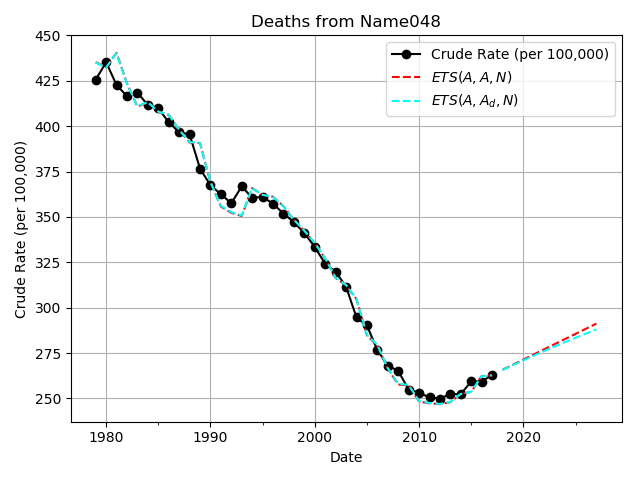 Deaths from Name048
Crude Rate (per 100,000)
ETS(A, A, N)
ETS(A, A_d, N)
Crude Rate (per 100,000)
450
425
400
375
350
325
300
275
250
1980 1990 2000 2010 2020
Date